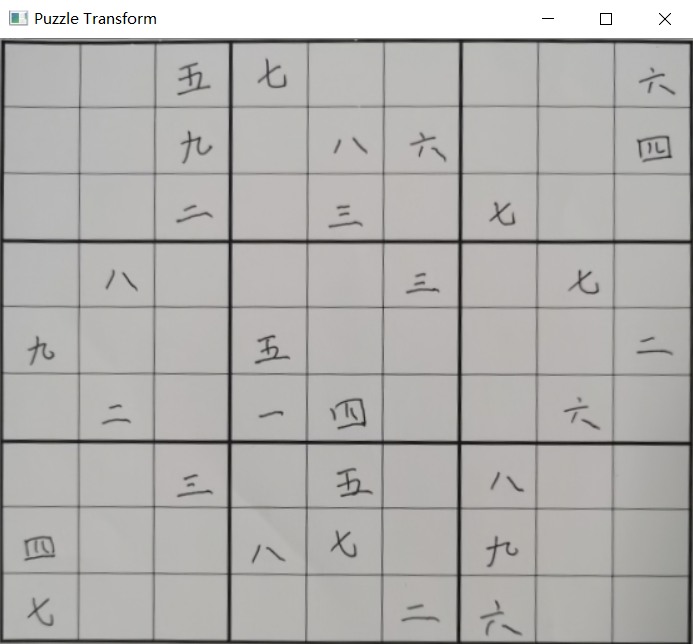 Puzzle Transform
五 七 六
九 八 六 四
二 三 七
八 三 七
九 五 二
二 一 四 六
三 五 八
四 八 七 九
七 二 六